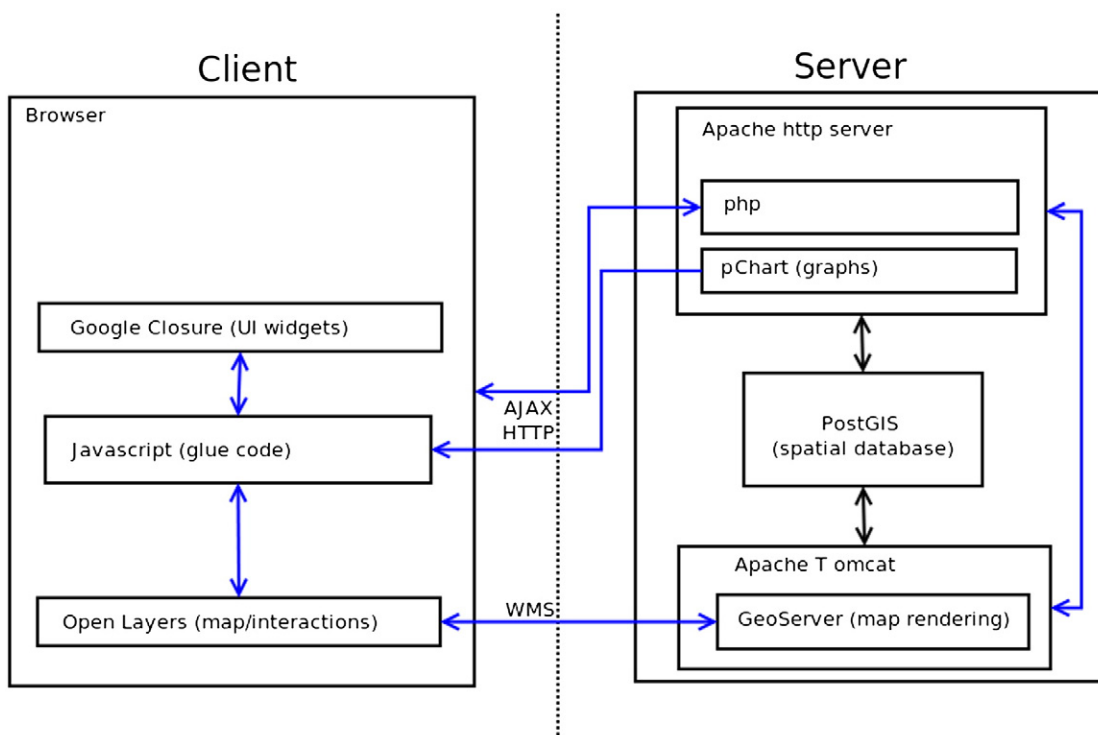 Client
Server
Browser
Apache http server
php
pChart (graphs)
Google Closure (UI widgets)
AJAX
HTTP
Javascript (glue code)
PostGIS
(spatial database)
Apache T omcat
WMS
Open Layers (map/interactions)
GeoServer (map rendering)